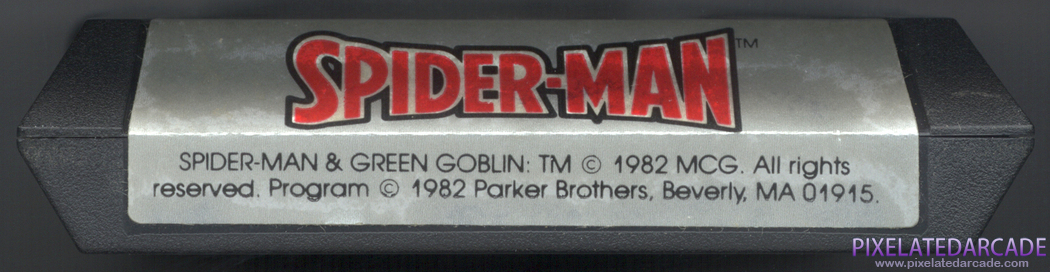 SPIDER-MAN™
SPIDER-MAN & GREEN GOBLIN: TM © 1982 MCG. All rights
reserved. Program © 1982 Parker Brothers, Beverly, MA 01915.
PIXELATEDARCADE
www.pixelatedarcade.com